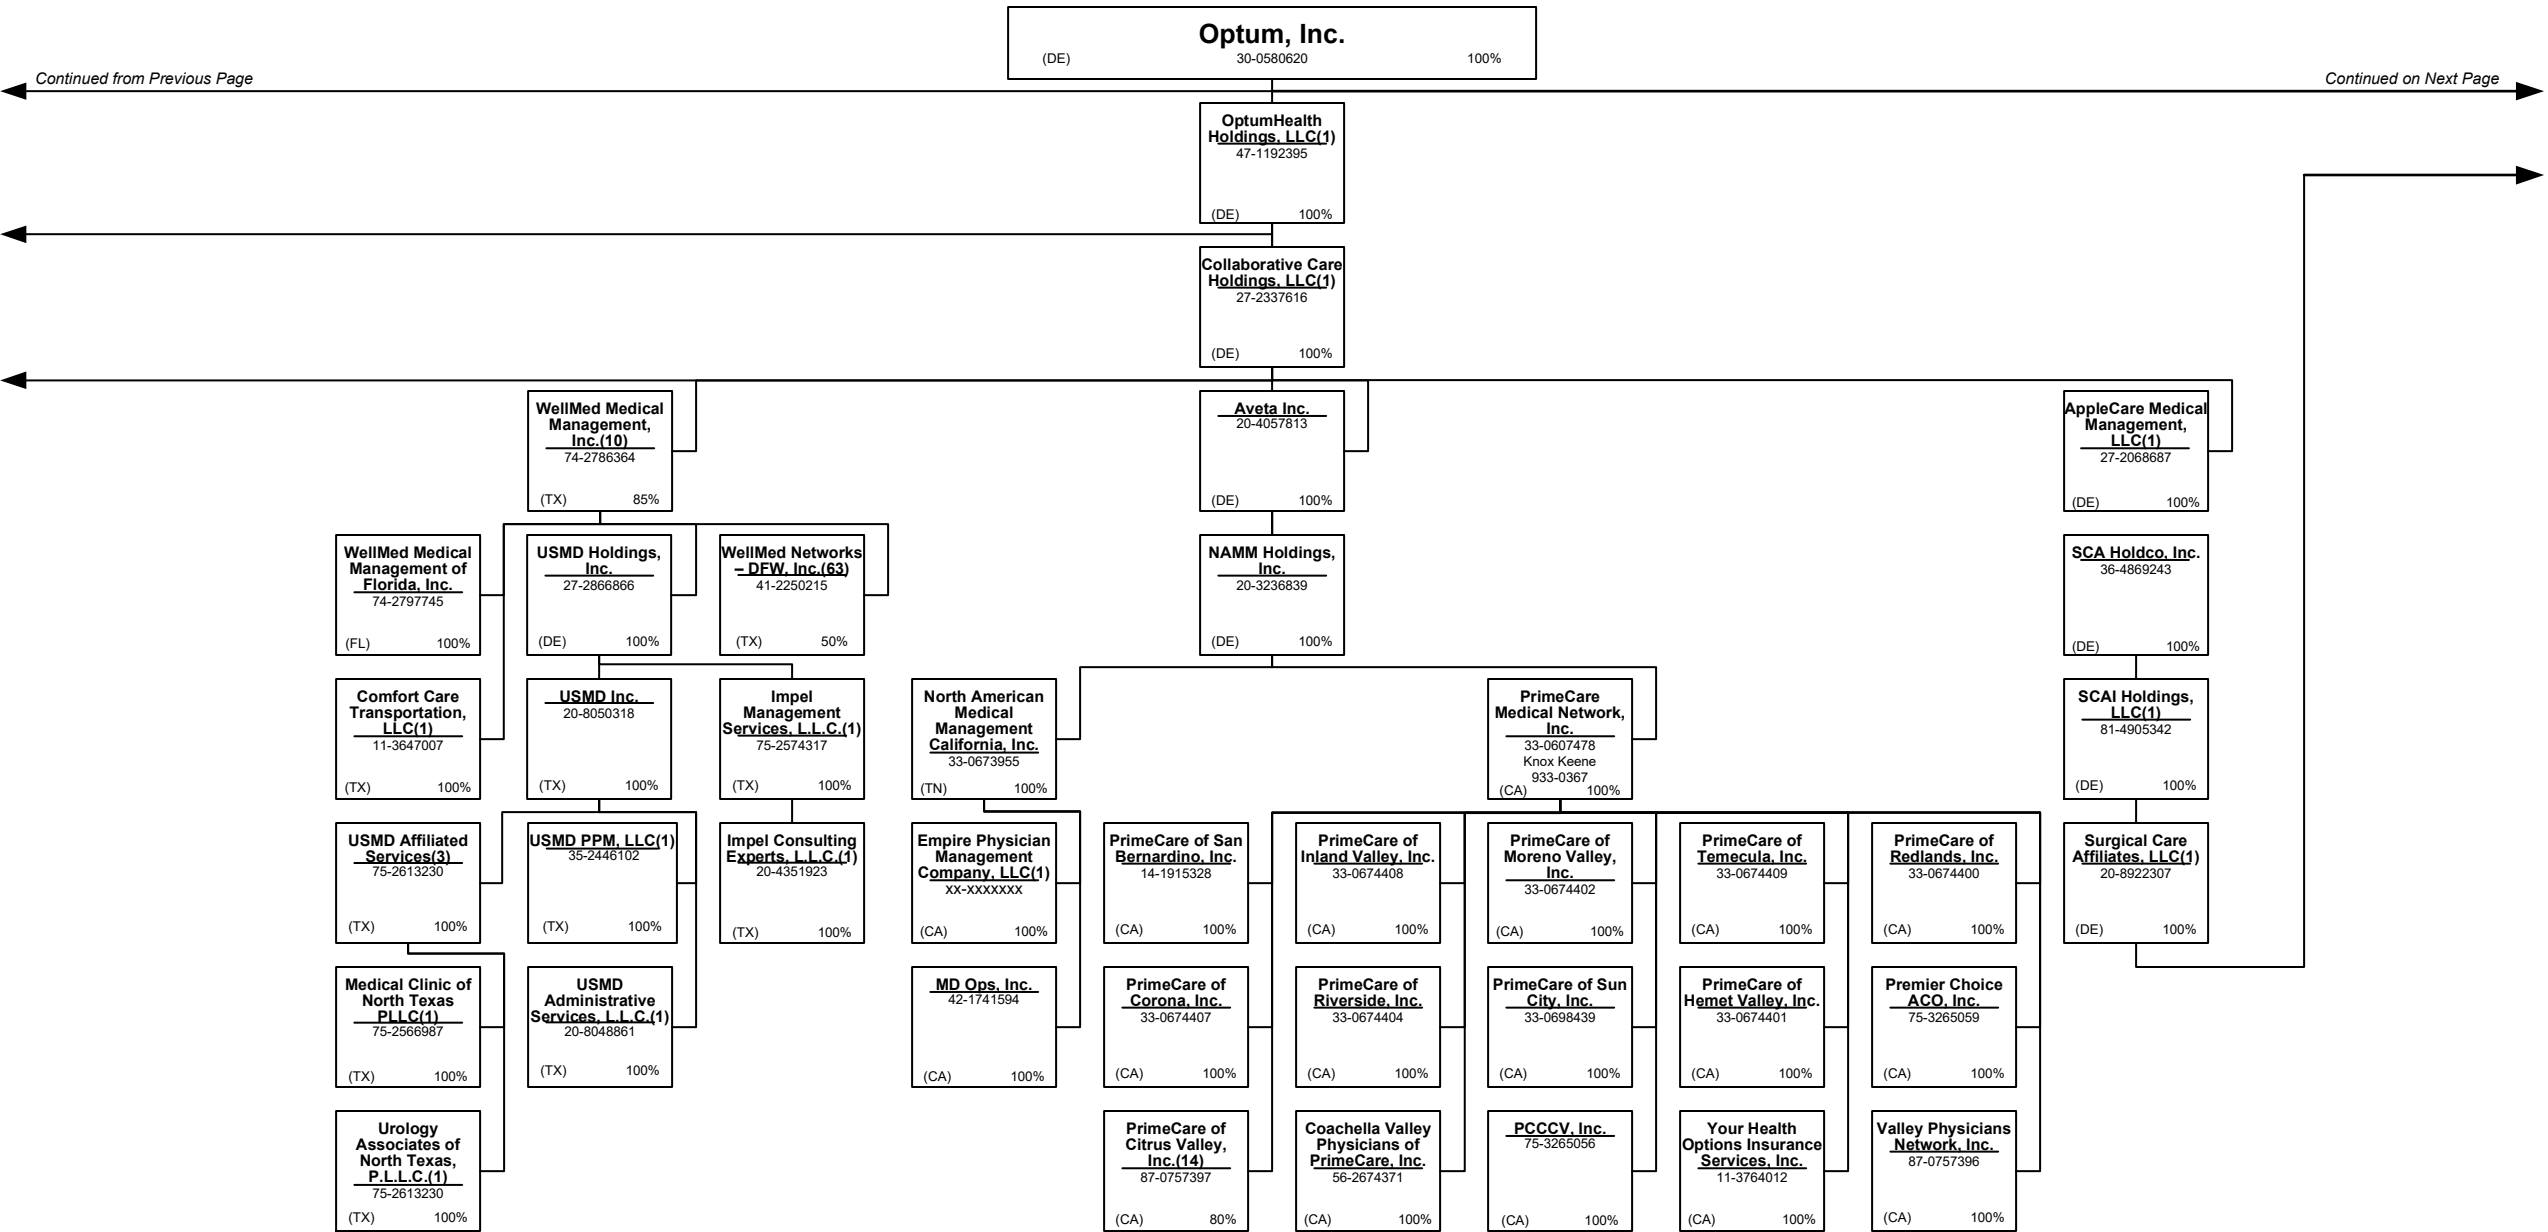 Optum, Inc.
(DE) 30-0580620 100%
Continued from Previous Page
Continued on Next Page
OptumHealth
Holdings, LLC(1)
47-1192395
(DE) 100%
Collaborative Care
Holdings, LLC(1)
27-2337616
(DE) 100%
WellMed Medical
Management,
Inc.(10)
74-2786364
(TX) 85%
Aveta Inc.
20-4057813
(DE) 100%
AppleCare Medical
Management,
LLC(1)
27-2068687
(DE) 100%
WellMed Medical
Management of
Florida, Inc.
74-2797745
(FL) 100%
USMD Holdings,
Inc.
27-2866866
(DE) 100%
WellMed Networks
– DFW, Inc.(63)
41-2250215
(TX) 50%
NAMM Holdings,
Inc.
20-3236839
(DE) 100%
SCA Holdco, Inc.
36-4869243
(DE) 100%
Comfort Care
Transportation,
LLC(1)
11-3647007
(TX) 100%
USMD Inc.
20-8050318
(TX) 100%
Impel
Management
Services, L.L.C.(1)
75-2574317
(TX) 100%
North American
Medical
Management
California, Inc.
33-0673955
(TN) 100%
PrimeCare
Medical Network,
Inc.
33-0607478
Knox Keene
933-0367
(CA) 100%
SCAI Holdings,
LLC(1)
81-4905342
(DE) 100%
USMD Affiliated
Services(3)
75-2613230
(TX) 100%
USMD PPM, LLC(1)
35-2446102
(TX) 100%
Impel Consulting
Experts, L.L.C.(1)
20-4351923
(TX) 100%
Empire Physician
Management
Company, LLC(1)
xx-xxxxxxx
(CA) 100%
PrimeCare of San
Bernardino, Inc.
14-1915328
(CA) 100%
PrimeCare of
Inland Valley, Inc.
33-0674408
(CA) 100%
PrimeCare of
Moreno Valley,
Inc.
33-0674402
(CA) 100%
PrimeCare of
Temecula, Inc.
33-0674409
(CA) 100%
PrimeCare of
Redlands, Inc.
33-0674400
(CA) 100%
Surgical Care
Affiliates, LLC(1)
20-8922307
(DE) 100%
Medical Clinic of
North Texas
PLLC(1)
75-2566987
(TX) 100%
USMD
Administrative
Services, L.L.C.(1)
20-8048861
(TX) 100%
MD Ops, Inc.
42-1741594
(CA) 100%
PrimeCare of
Corona, Inc.
33-0674407
(CA) 100%
PrimeCare of
Riverside, Inc.
33-0674404
(CA) 100%
PrimeCare of Sun
City, Inc.
33-0698439
(CA) 100%
PrimeCare of
Hemet Valley, Inc.
33-0674401
(CA) 100%
Premier Choice
ACO, Inc.
75-3265059
(CA) 100%
Urology
Associates of
North Texas,
P.L.L.C.(1)
75-2613230
(TX) 100%
PrimeCare of
Citrus Valley,
Inc.(14)
87-0757397
(CA) 80%
Coachella Valley
Physicians of
PrimeCare, Inc.
56-2674371
(CA) 100%
PCCCV, Inc.
75-3265056
(CA) 100%
Your Health
Options Insurance
Services, Inc.
11-3764012
(CA) 100%
Valley Physicians
Network, Inc.
87-0757396
(CA) 100%